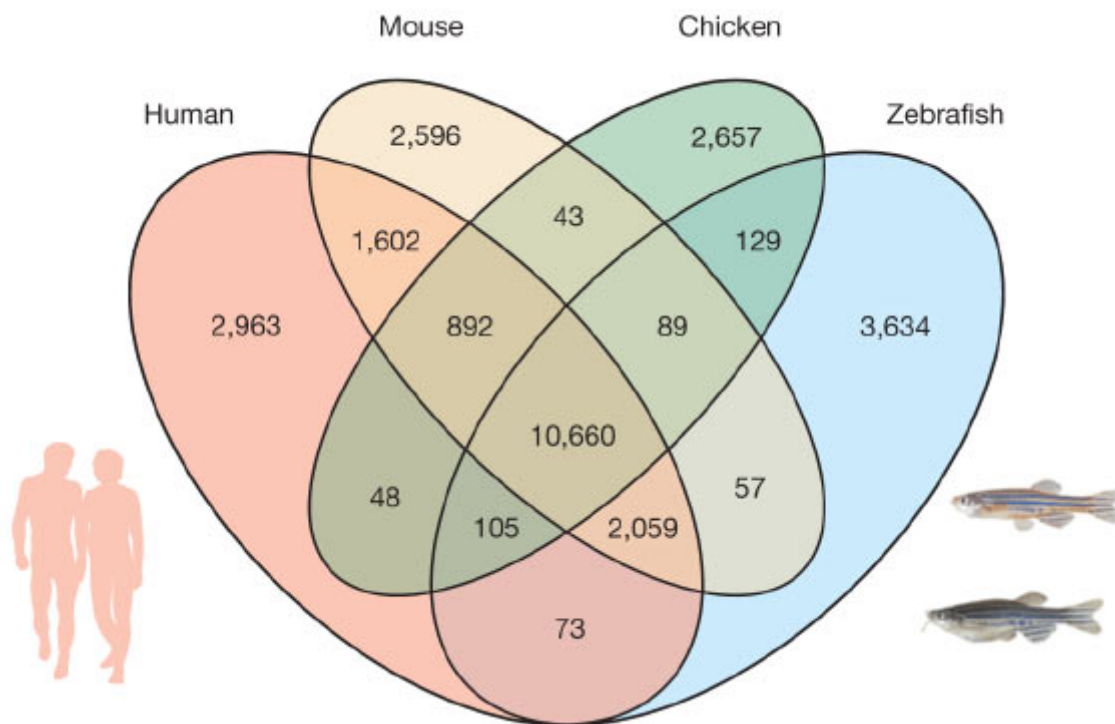 Mouse Chicken
Human Zebrafish
2,596 2,657
43
1,602 129
2,963 892 89 3,634
10,660
48 57
105 2,059
73